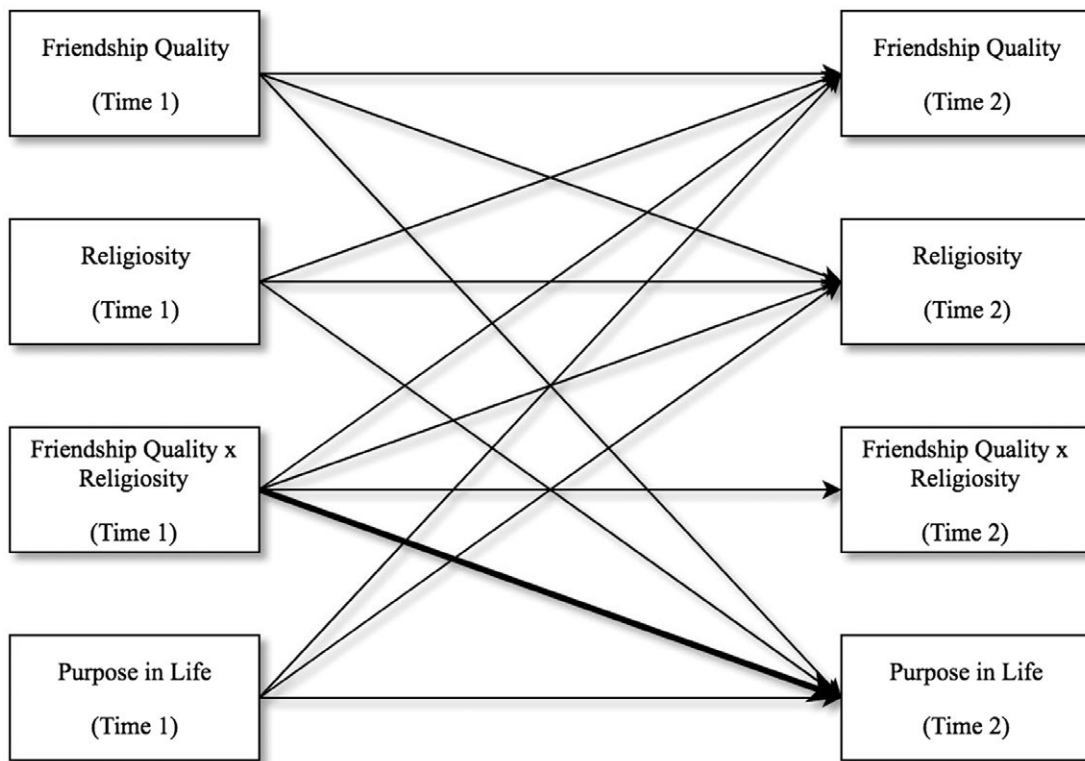 Friendship Quality
(Time 1)
Friendship Quality
(Time 2)
Religiosity
(Time 1)
Religiosity
(Time 2)
Friendship Quality x
Religiosity
(Time 1)
Friendship Quality x
Religiosity
(Time 2)
Purpose in Life
(Time 1)
Purpose in Life
(Time 2)